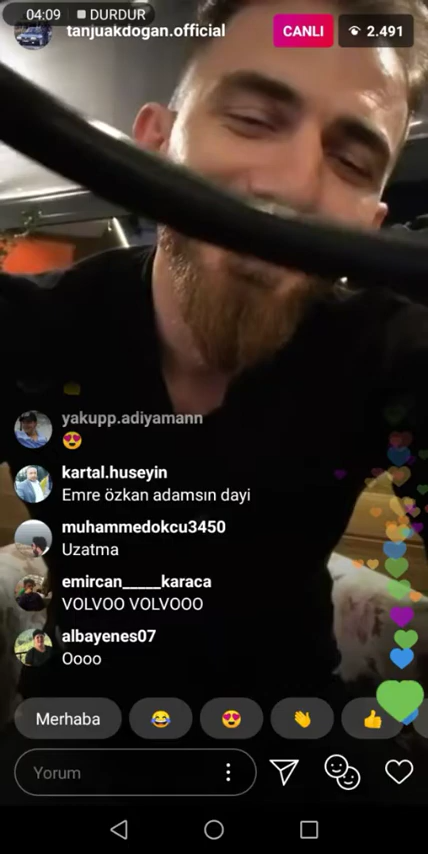 04:09 DURDUR
tanjuakdogan.official
CANLI
2.491
yakupp.adiyamann
😍
kartal.huseyin
Emre özkan adamsın dayi
muhammedokcu3450
Uzatma
emircan_____karaca
VOLVOO VOLVOOO
albayenes07
Oooo
Merhaba 😂 😍 👏 👍
Yorum